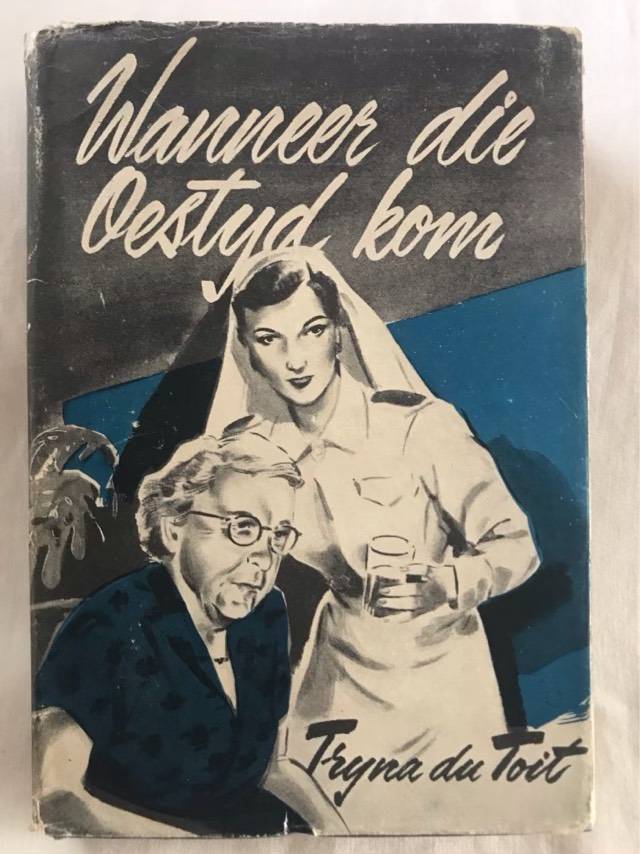 Wanneer die
Oestyd kom
Tryna du Toit